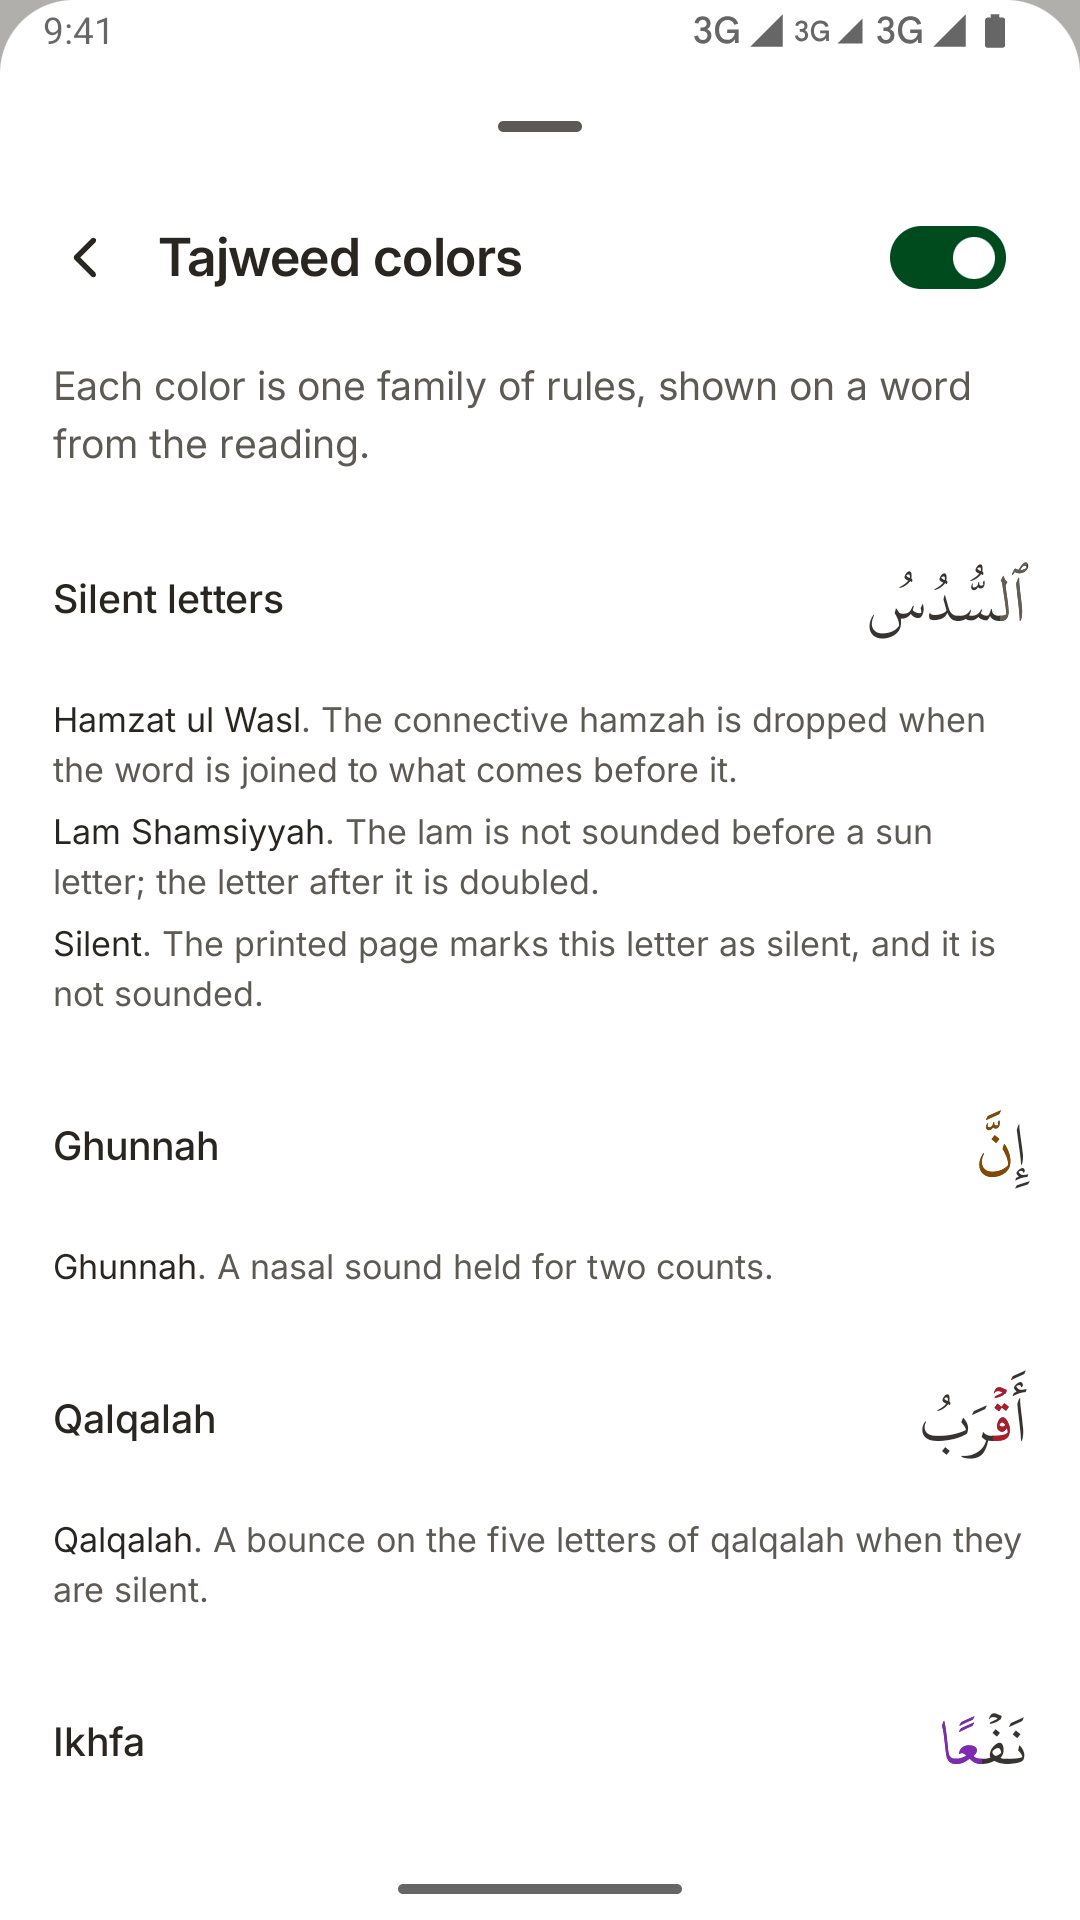 9:41
3G 3G 3G
Tajweed colors
Each color is one family of rules, shown on a word
from the reading.
Silent letters
ٱلسُّدُسُ
Hamzat ul Wasl. The connective hamzah is dropped when
the word is joined to what comes before it.
Lam Shamsiyyah. The lam is not sounded before a sun
letter; the letter after it is doubled.
Silent. The printed page marks this letter as silent, and it is
not sounded.
Ghunnah
إِنَّ
Ghunnah. A nasal sound held for two counts.
Qalqalah
أَقۡرَبُ
Qalqalah. A bounce on the five letters of qalqalah when they
are silent.
Ikhfa
نَفۡعًا